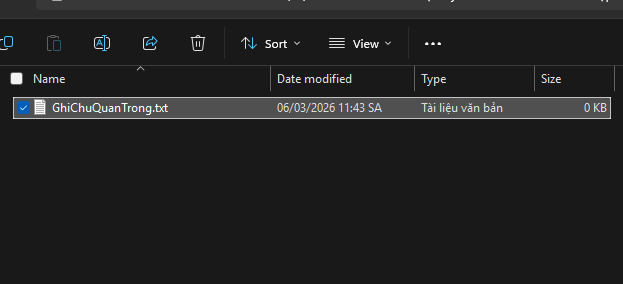 Sort View
Name Date modified Type Size
GhiChuQuanTrong.txt 06/03/2026 11:43 SA Tài liệu văn bản 0 KB